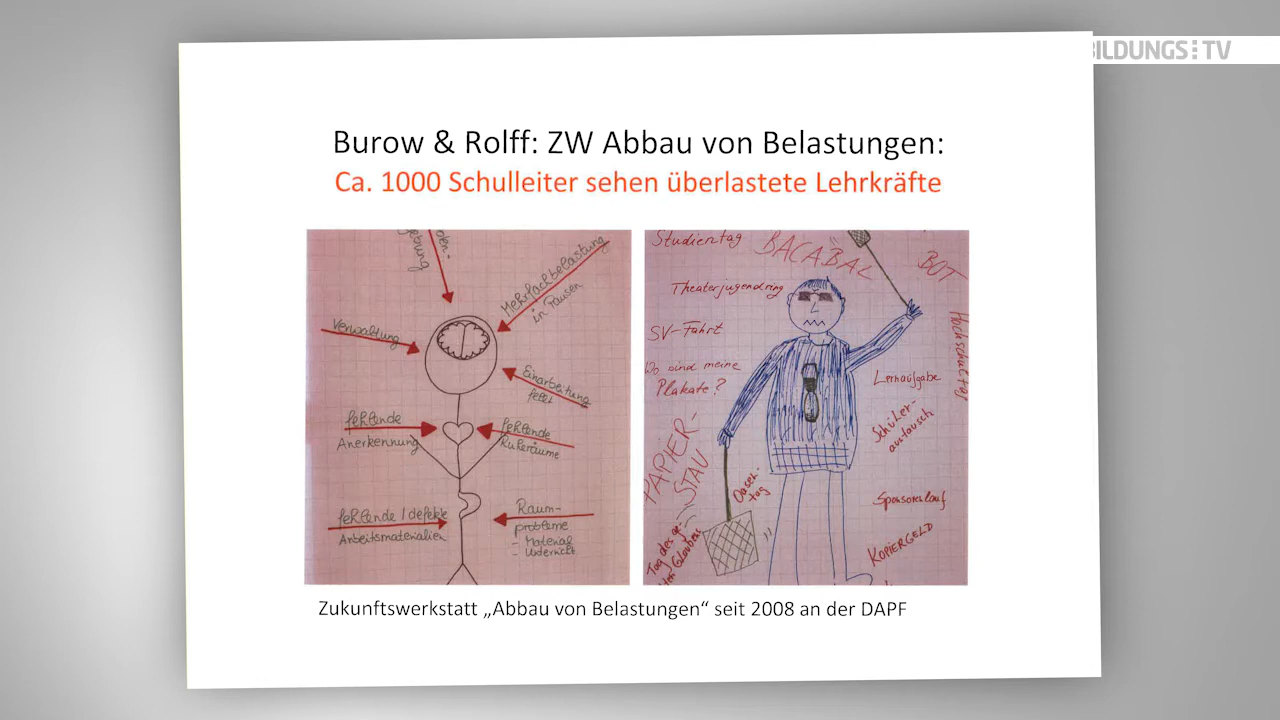 BILDUNGS TV
Burow & Rolff: ZW Abbau von Belastungen:
Ca. 1000 Schulleiter sehen überlastete Lehrkräfte
Mehrfachbelastung
in Pausen
Verwaltung
Einarbeitung
fehlt
fehlende
Anerkennung
fehlende
Ruheräume
fehlende / defekte
Arbeitsmaterialien
Raum-
probleme
- Material
- Unterricht
Studientag
BACABAL
BOT
Theaterjugendring
Hochschultag
SV-Fahrt
Wo sind meine
Plakate?
Lernaufgabe
Schüler-
austausch
PAPIER
STAU
Sponsorenlauf
KOPIERGELD
Zukunftswerkstatt „Abbau von Belastungen“ seit 2008 an der DAPF